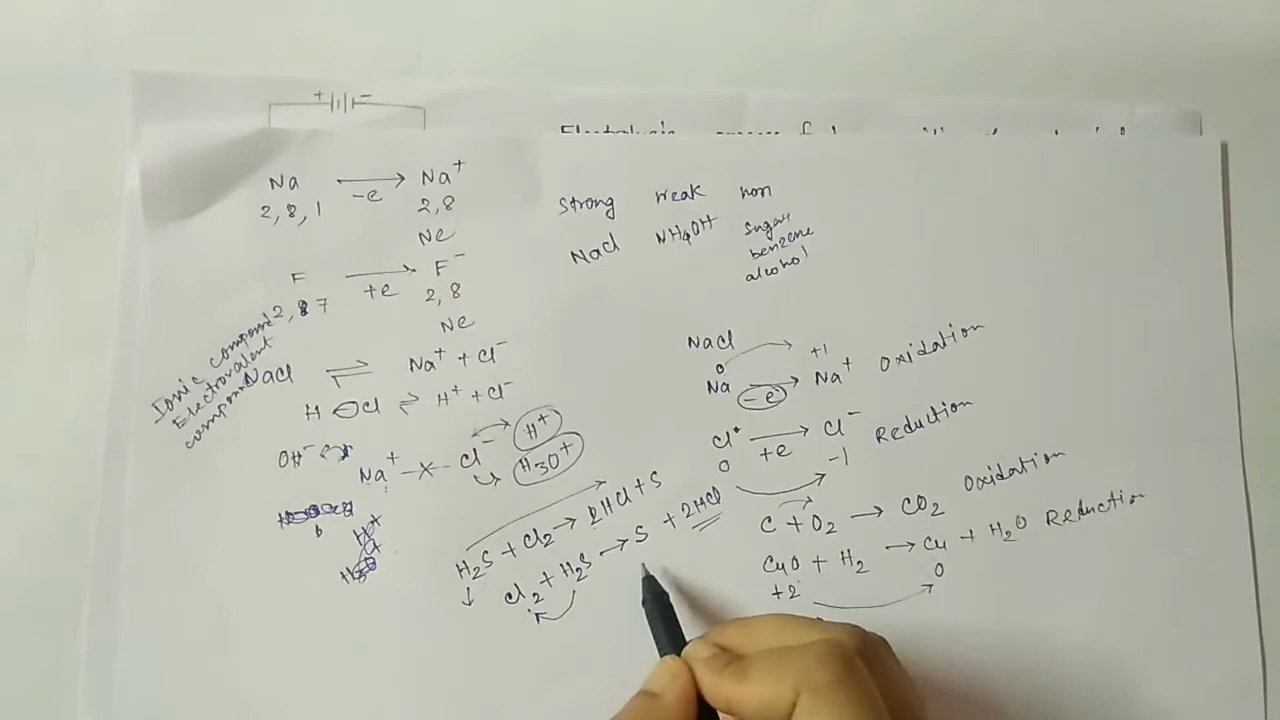 + −
Na ⟶ Na⁺
−e
2, 8, 1 2, 8
Ne
F ⟶ F⁻
+e
2, 7 2, 8
Ne
Ionic compound
Electrovalent
compound
NaCl ⇌ Na⁺ + Cl⁻
H Cl ⇌ H⁺ + Cl⁻
OH⁻
Na⁺ –×– Cl⁻ H⁺
H₃O⁺
H₂S + Cl₂ → 2HCl + S
Cl₂ + H₂S → S + 2HCl
Strong weak non
NaCl NH4OH sugar
benzene
alcohol
NaCl
0 +1
Na ⟶ Na⁺ Oxidation
−e
Cl ⟶ Cl⁻ Reduction
+e
0 −1
C + O₂ → CO₂ Oxidation
CuO + H₂ → Cu + H₂O Reduction
+2 0